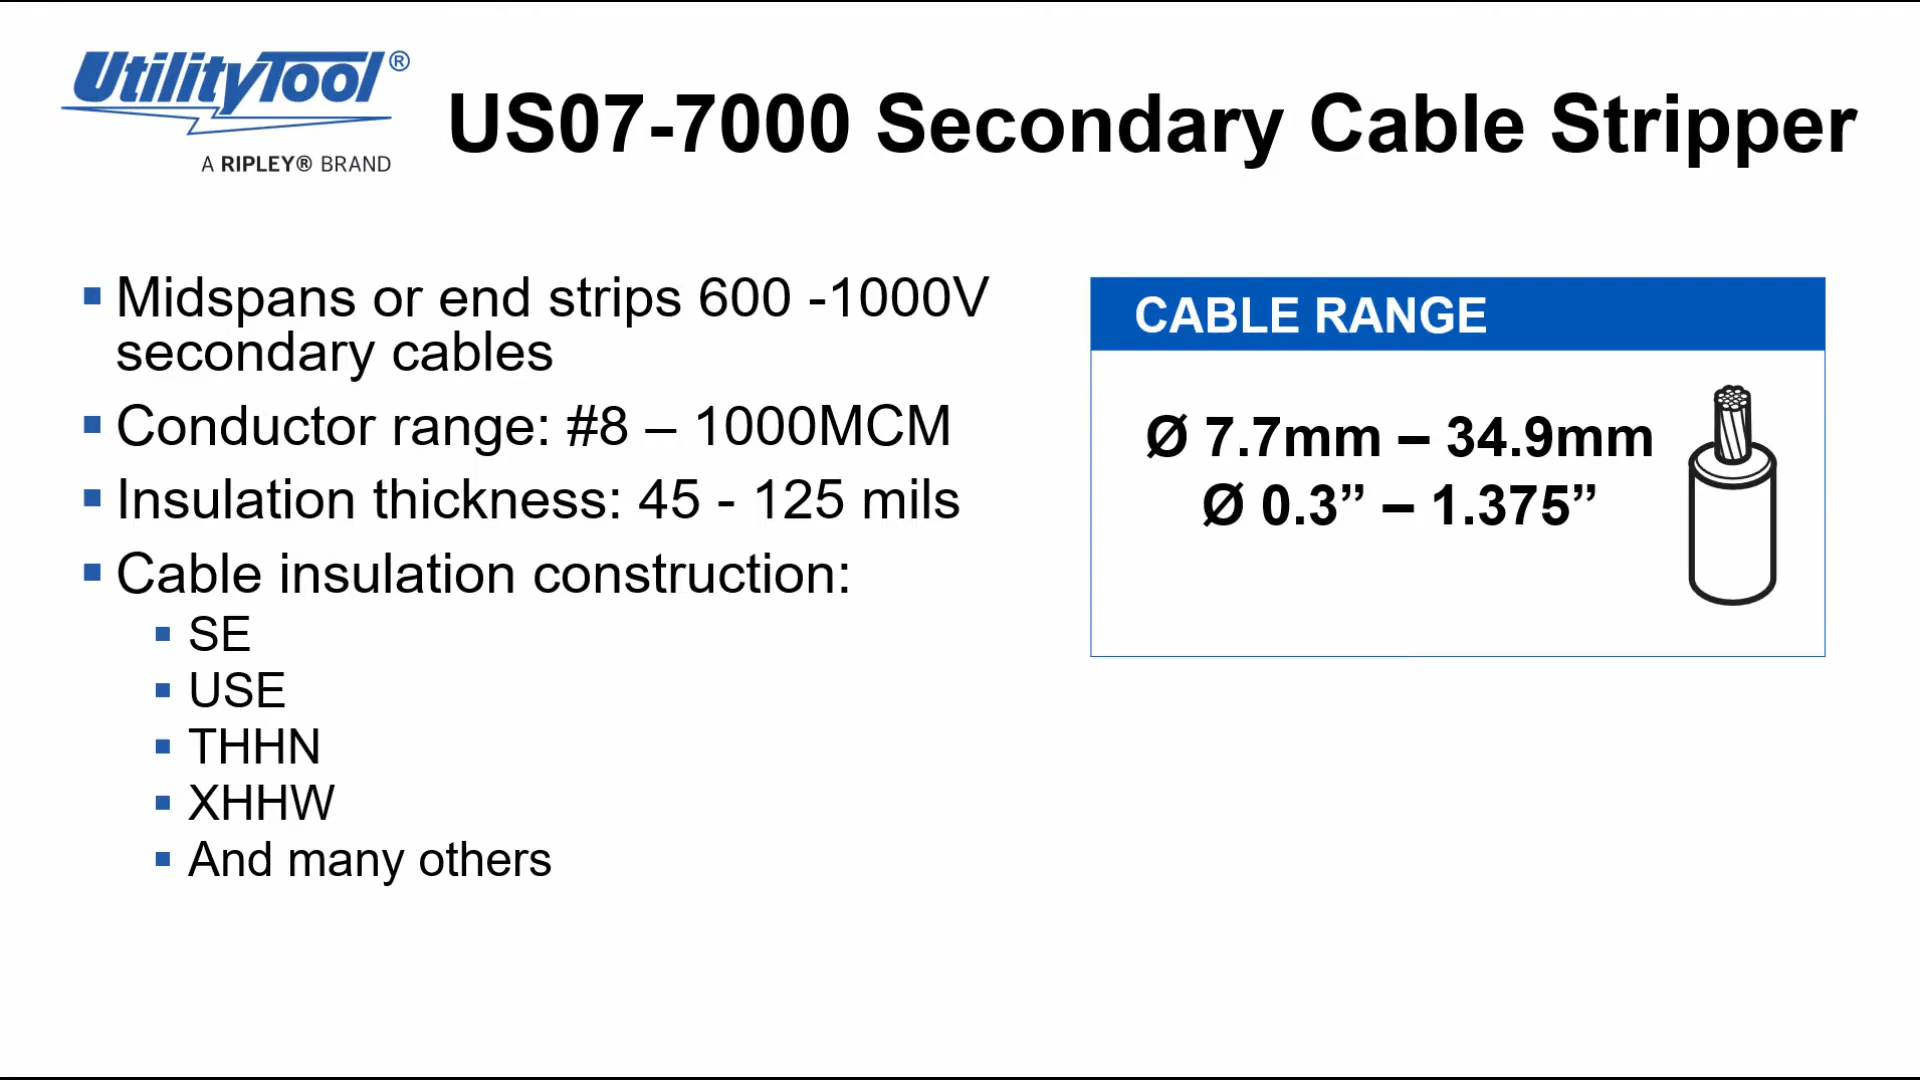 UtilityTool®
A RIPLEY® BRAND
US07-7000 Secondary Cable Stripper
Midspans or end strips 600 -1000V
secondary cables
Conductor range: #8 – 1000MCM
Insulation thickness: 45 - 125 mils
Cable insulation construction:
SE
USE
THHN
XHHW
And many others
CABLE RANGE
Ø 7.7mm – 34.9mm
Ø 0.3” – 1.375”